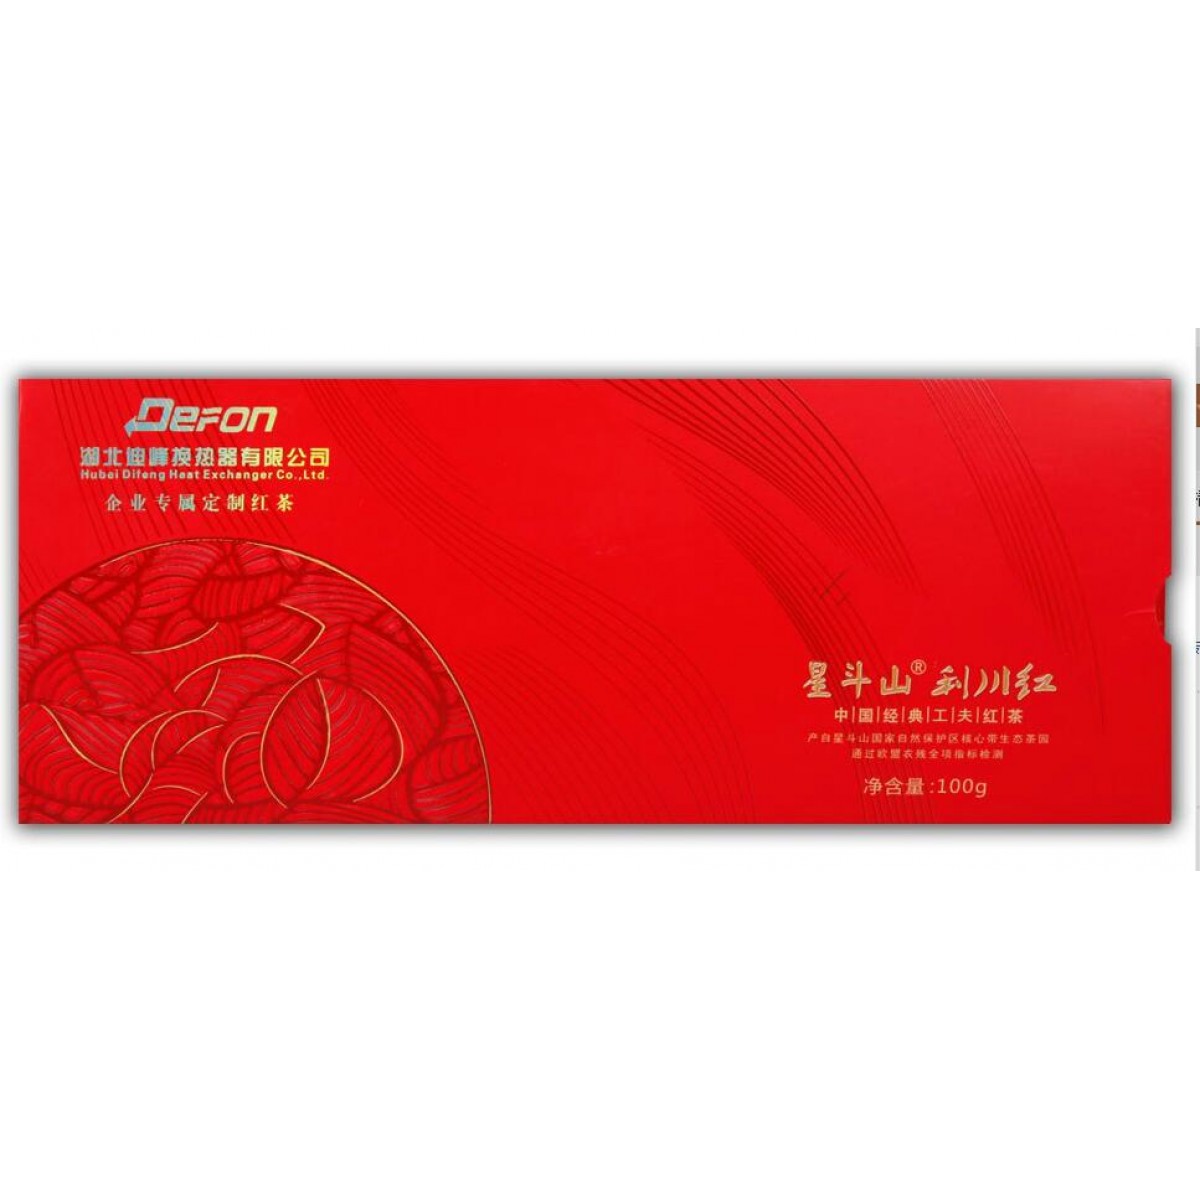 Defon
湖北迪峰换热器有限公司
Hubei Difeng Heat Exchanger Co.,Ltd.
企业专属定制红茶
星斗山® 利川红
中|国|经|典|工|夫|红|茶
产自星斗山国家自然保护区核心带生态茶园
通过欧盟农残全项指标检测
净含量:100g